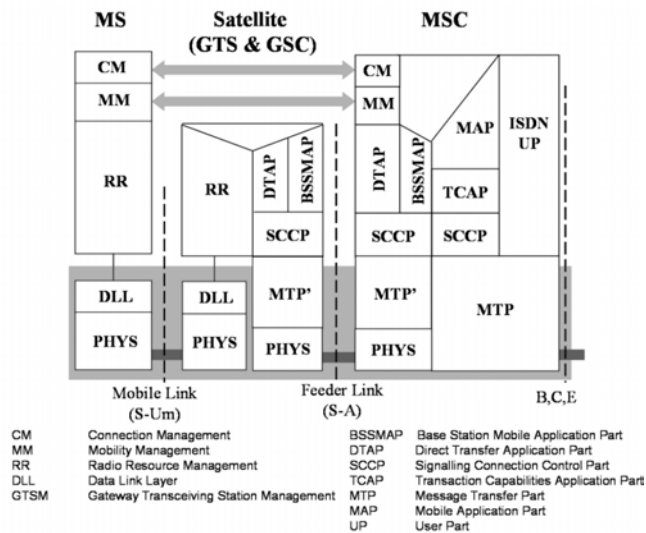 MS
Satellite
(GTS & GSC)
MSC
CM
MM
RR
DLL
PHYS
RR
DTAP
BSSMAP
SCCP
DLL
MTP’
PHYS
PHYS
CM
MM
DTAP
BSSMAP
MAP
ISDN
UP
TCAP
SCCP
SCCP
MTP’
MTP
PHYS
Mobile Link
(S-Um)
Feeder Link
(S-A)
B,C,E
CM Connection Management
MM Mobility Management
RR Radio Resource Management
DLL Data Link Layer
GTSM Gateway Transceiving Station Management
BSSMAP Base Station Mobile Application Part
DTAP Direct Transfer Application Part
SCCP Signalling Connection Control Part
TCAP Transaction Capabilities Application Part
MTP Message Transfer Part
MAP Mobile Application Part
UP User Part